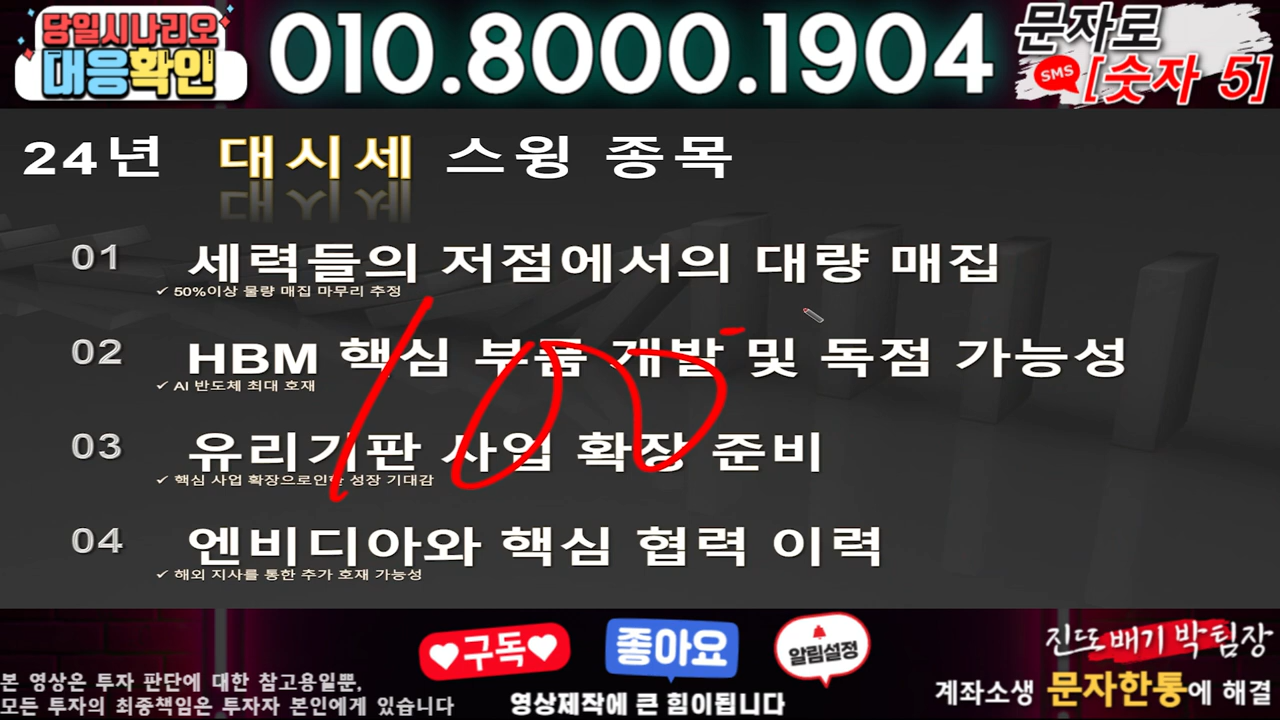 당일시나리오
대응확인
010.8000.1904
문자로
SMS [숫자 5]
24년 대시세 스윙 종목
01 세력들의 저점에서의 대량 매집
✓ 50%이상 물량 매집 마무리 추정
02 HBM 핵심 부품 개발 및 독점 가능성
✓ AI 반도체 최대 호재
03 유리기판 사업 확장 준비
✓ 핵심 사업 확장으로인한 성장 기대감
100
04 엔비디아와 핵심 협력 이력
✓ 해외 지사를 통한 추가 호재 가능성
구독
좋아요
알림설정
영상제작에 큰 힘이됩니다
본 영상은 투자 판단에 대한 참고용일뿐,
모든 투자의 최종책임은 투자자 본인에게 있습니다
진또배기 박팀장
계좌소생 문자한통에 해결